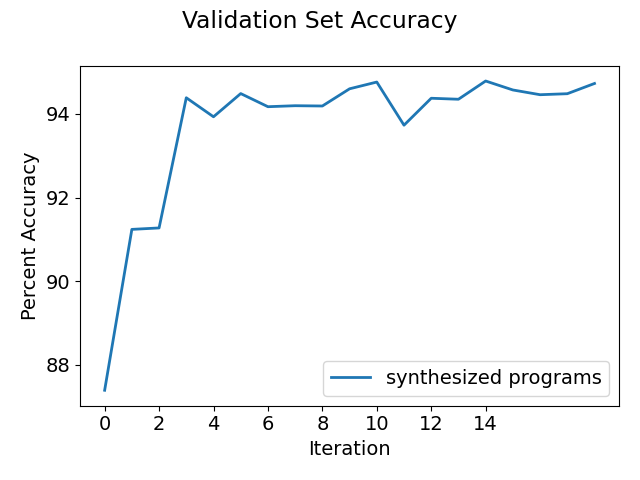 Validation Set Accuracy
94
92
90
88
Percent Accuracy
synthesized programs
0 2 4 6 8 10 12 14
Iteration